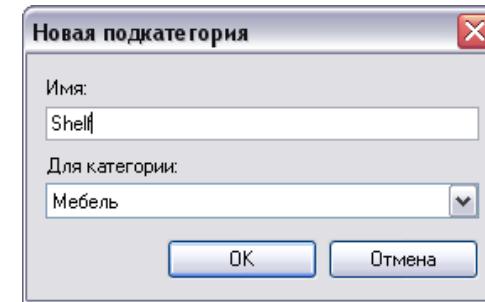 Новая подкатегория
Имя:
Shelf
Для категории:
Мебель
OK
Отмена